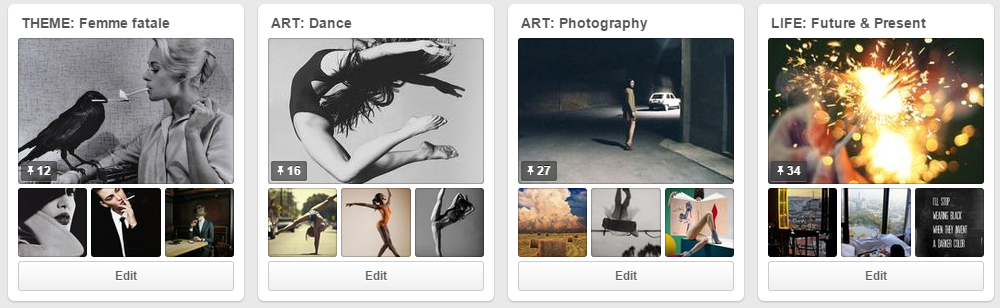 THEME: Femme fatale
12
Edit
ART: Dance
16
Edit
ART: Photography
27
Edit
LIFE: Future & Present
34
I'LL STOP
WEARING BLACK
WHEN THEY INVENT
A DARKER COLOR
Edit